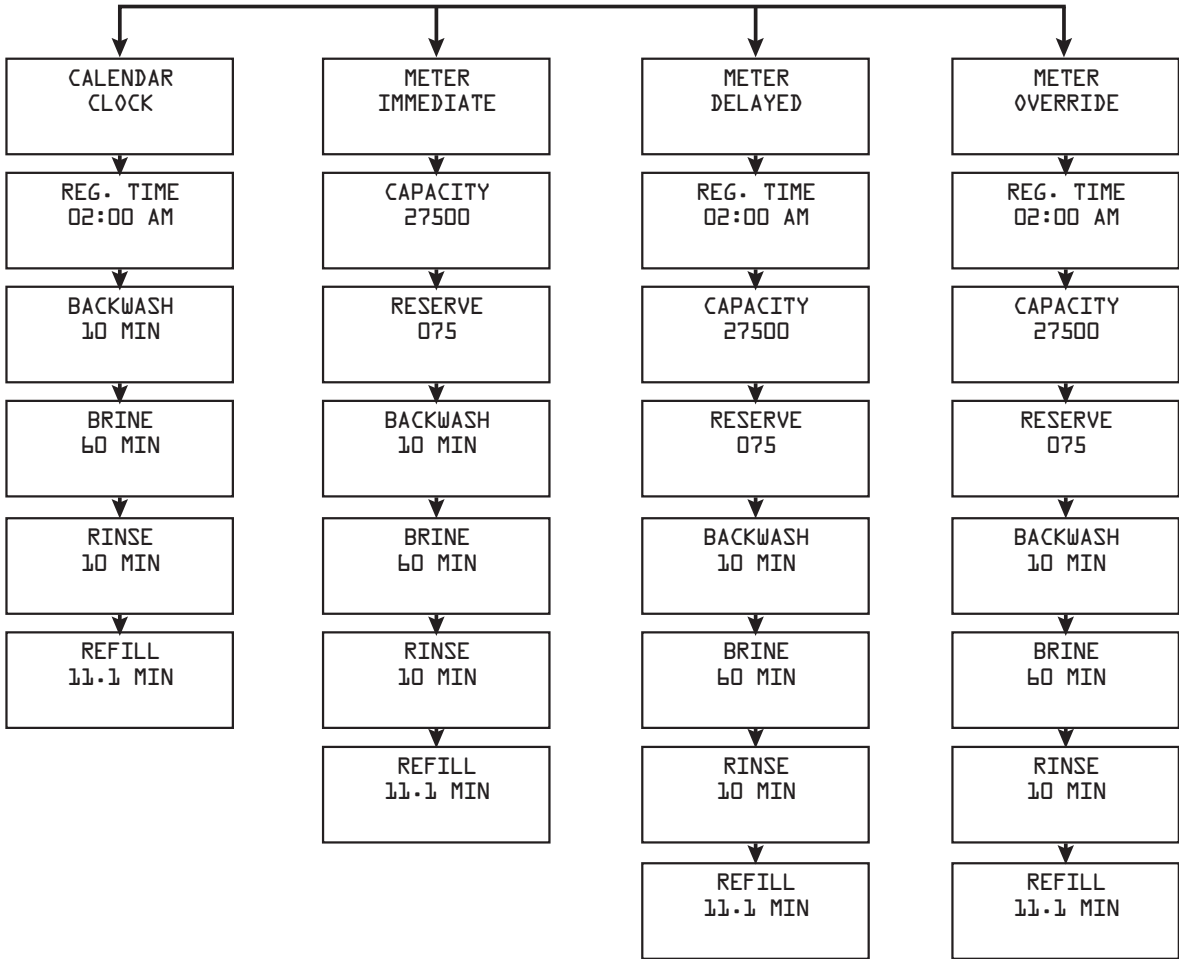 CALENDAR
CLOCK
REG. TIME
02:00 AM
BACKWASH
10 MIN
BRINE
60 MIN
RINSE
10 MIN
REFILL
11.1 MIN
METER
IMMEDIATE
CAPACITY
27500
RESERVE
075
BACKWASH
10 MIN
BRINE
60 MIN
RINSE
10 MIN
REFILL
11.1 MIN
METER
DELAYED
REG. TIME
02:00 AM
CAPACITY
27500
RESERVE
075
BACKWASH
10 MIN
BRINE
60 MIN
RINSE
10 MIN
REFILL
11.1 MIN
METER
OVERRIDE
REG. TIME
02:00 AM
CAPACITY
27500
RESERVE
075
BACKWASH
10 MIN
BRINE
60 MIN
RINSE
10 MIN
REFILL
11.1 MIN